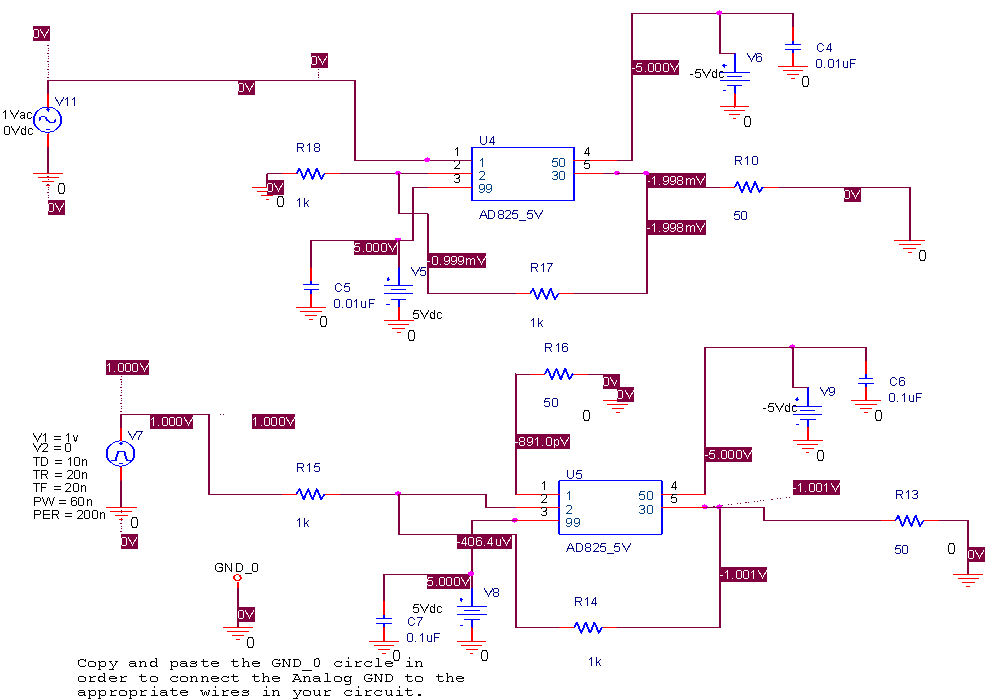 0V
V11
1Vac
0Vdc
0
0V
0V
0V
R18
1k
0V
0
U4
1
2
3
1
2
99
50
30
4
5
AD825_5V
-5.000V
-5Vdc
V6
0
C4
0.01uF
0
-1.998mV
-1.998mV
R10
50
0V
0
5.000V
-0.999mV
V5
5Vdc
0
C5
0.01uF
0
R17
1k
1.000V
1.000V
1.000V
V7
V1 = 1v
V2 = 0
TD = 10n
TR = 20n
TF = 20n
PW = 60n
PER = 200n
0
0V
R15
1k
R16
50
0V
0V
0
-891.0pV
U5
1
2
3
1
2
99
50
30
4
5
AD825_5V
-5.000V
-5Vdc
V9
0
C6
0.1uF
0
-1.001V
-1.001V
R13
50
0
0V
-406.4uV
5.000V
V8
5Vdc
0
C7
0.1uF
0
R14
1k
GND_0
0V
0
Copy and paste the GND_0 circle in
order to connect the Analog GND to the
appropriate wires in your circuit.